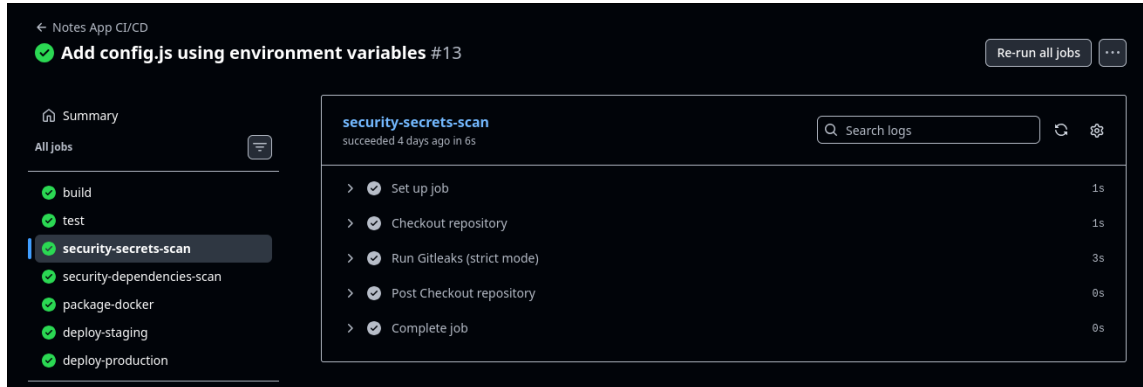 ← Notes App CI/CD
Add config.js using environment variables #13
Re-run all jobs
...
Summary
All jobs
build
test
security-secrets-scan
security-dependencies-scan
package-docker
deploy-staging
deploy-production
security-secrets-scan
succeeded 4 days ago in 6s
Search logs
Set up job 1s
Checkout repository 1s
Run Gitleaks (strict mode) 3s
Post Checkout repository 0s
Complete job 0s